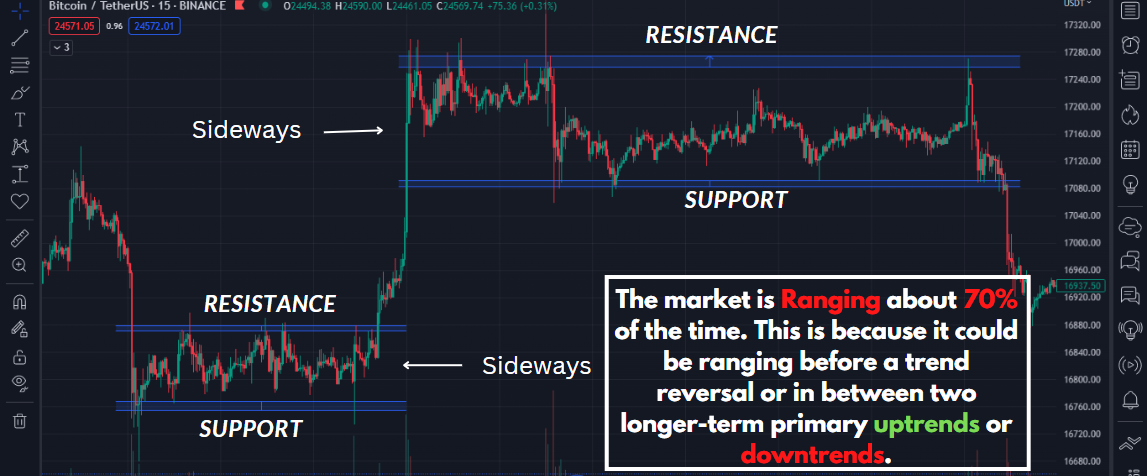 Bitcoin / TetherUS · 15 · BINANCE O24494.38 H24590.00 L24461.05 C24569.74 +75.36 (+0.31%)
USDT
24571.05 0.96 24572.01
3
17320.00
RESISTANCE
17280.00
17240.00
17200.00
Sideways
17160.00
17120.00
17080.00
SUPPORT
17040.00
17000.00
16960.00
16937.50
16920.00
RESISTANCE
16880.00
16840.00
Sideways
16800.00
16760.00
SUPPORT
16720.00
16680.00
The market is Ranging about 70%
of the time. This is because it could
be ranging before a trend
reversal or in between two
longer-term primary uptrends or
downtrends.